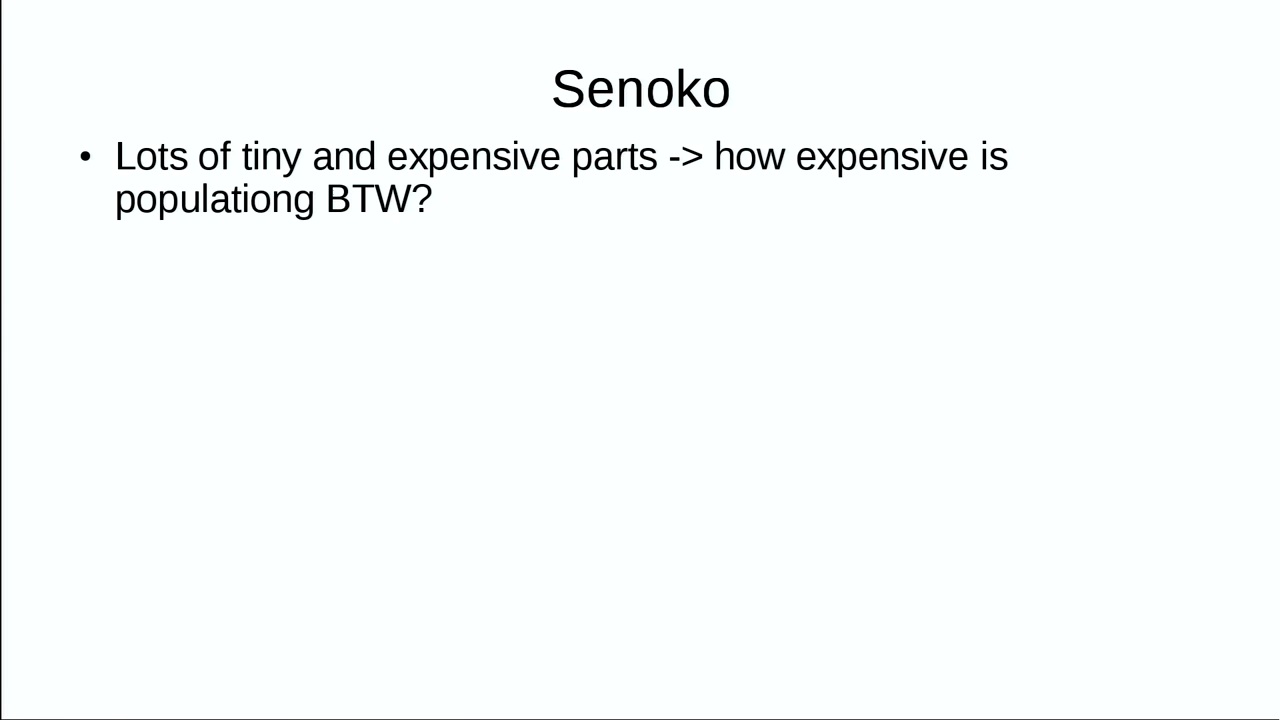 Senoko
• Lots of tiny and expensive parts -> how expensive is
populationg BTW?